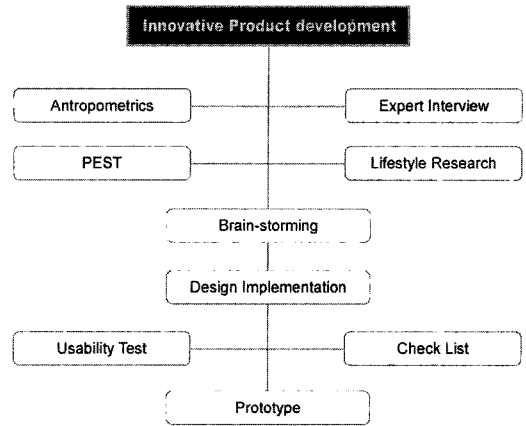 Innovative Product development
Antropometrics
Expert Interview
PEST
Lifestyle Research
Brain-storming
Design Implementation
Usability Test
Check List
Prototype